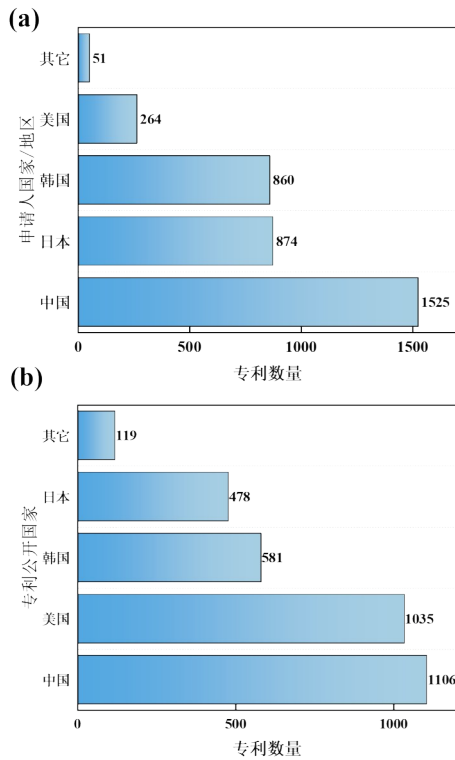 (a)
其它 51
美国 264
韩国 860
日本 874
中国 1525
0 500 1000 1500
专利数量
申请人国家/地区
(b)
其它 119
日本 478
韩国 581
美国 1035
中国 1106
0 500 1000
专利数量
专利公开国家